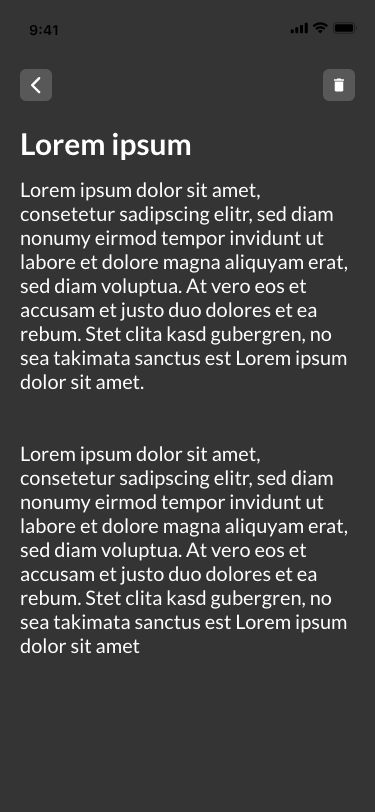 9:41
Lorem ipsum
Lorem ipsum dolor sit amet,
consetetur sadipscing elitr, sed diam
nonumy eirmod tempor invidunt ut
labore et dolore magna aliquyam erat,
sed diam voluptua. At vero eos et
accusam et justo duo dolores et ea
rebum. Stet clita kasd gubergren, no
sea takimata sanctus est Lorem ipsum
dolor sit amet.
Lorem ipsum dolor sit amet,
consetetur sadipscing elitr, sed diam
nonumy eirmod tempor invidunt ut
labore et dolore magna aliquyam erat,
sed diam voluptua. At vero eos et
accusam et justo duo dolores et ea
rebum. Stet clita kasd gubergren, no
sea takimata sanctus est Lorem ipsum
dolor sit amet